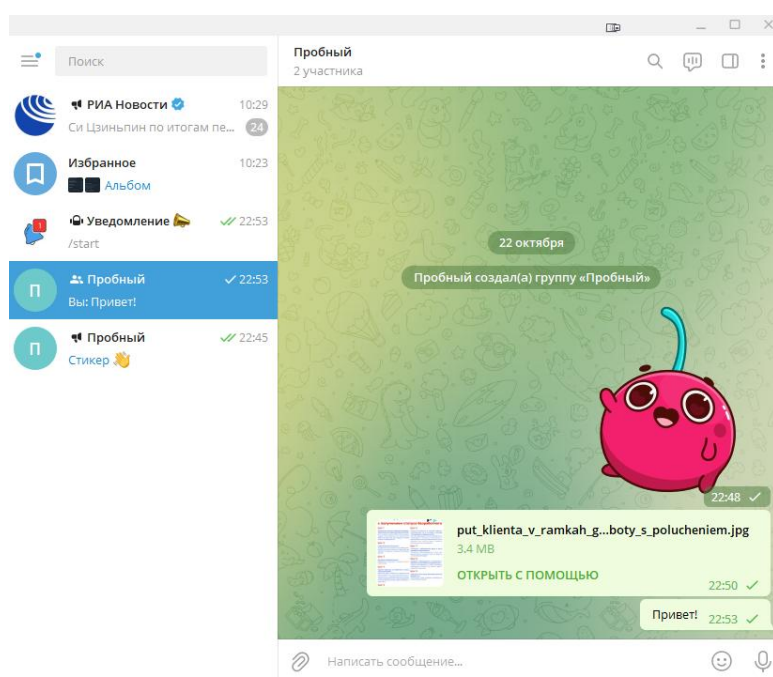 Поиск
РИА Новости 10:29
Си Цзиньпин по итогам пе... 24
Избранное 10:23
Альбом
1
Уведомление 22:53
/start
П
Пробный 22:53
Вы: Привет!
П
Пробный 22:45
Стикер 👋
Пробный
2 участника
22 октября
Пробный создал(а) группу «Пробный»
22:48
put_klienta_v_ramkah_g...boty_s_polucheniem.jpg
3.4 MB
ОТКРЫТЬ С ПОМОЩЬЮ
22:50
Привет! 22:53
Написать сообщение...